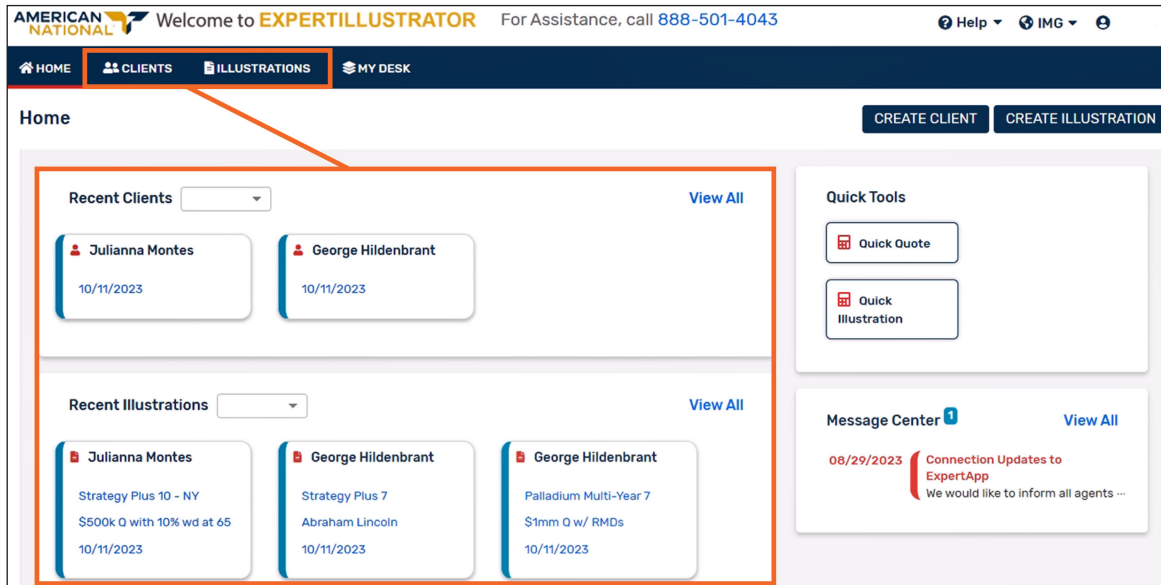 AMERICAN NATIONAL Welcome to EXPERTILLUSTRATOR For Assistance, call 888-501-4043 Help IMG
HOME CLIENTS ILLUSTRATIONS MY DESK
Home CREATE CLIENT CREATE ILLUSTRATION
Recent Clients View All
Julianna Montes George Hildenbrant
10/11/2023 10/11/2023
Recent Illustrations View All
Julianna Montes George Hildenbrant George Hildenbrant
Strategy Plus 10 - NY Strategy Plus 7 Palladium Multi-Year 7
$500k Q with 10% wd at 65 Abraham Lincoln $1mm Q w/ RMDs
10/11/2023 10/11/2023 10/11/2023
Quick Tools
Quick Quote
Quick
Illustration
Message Center 1 View All
08/29/2023 Connection Updates to
ExpertApp
We would like to inform all agents ...